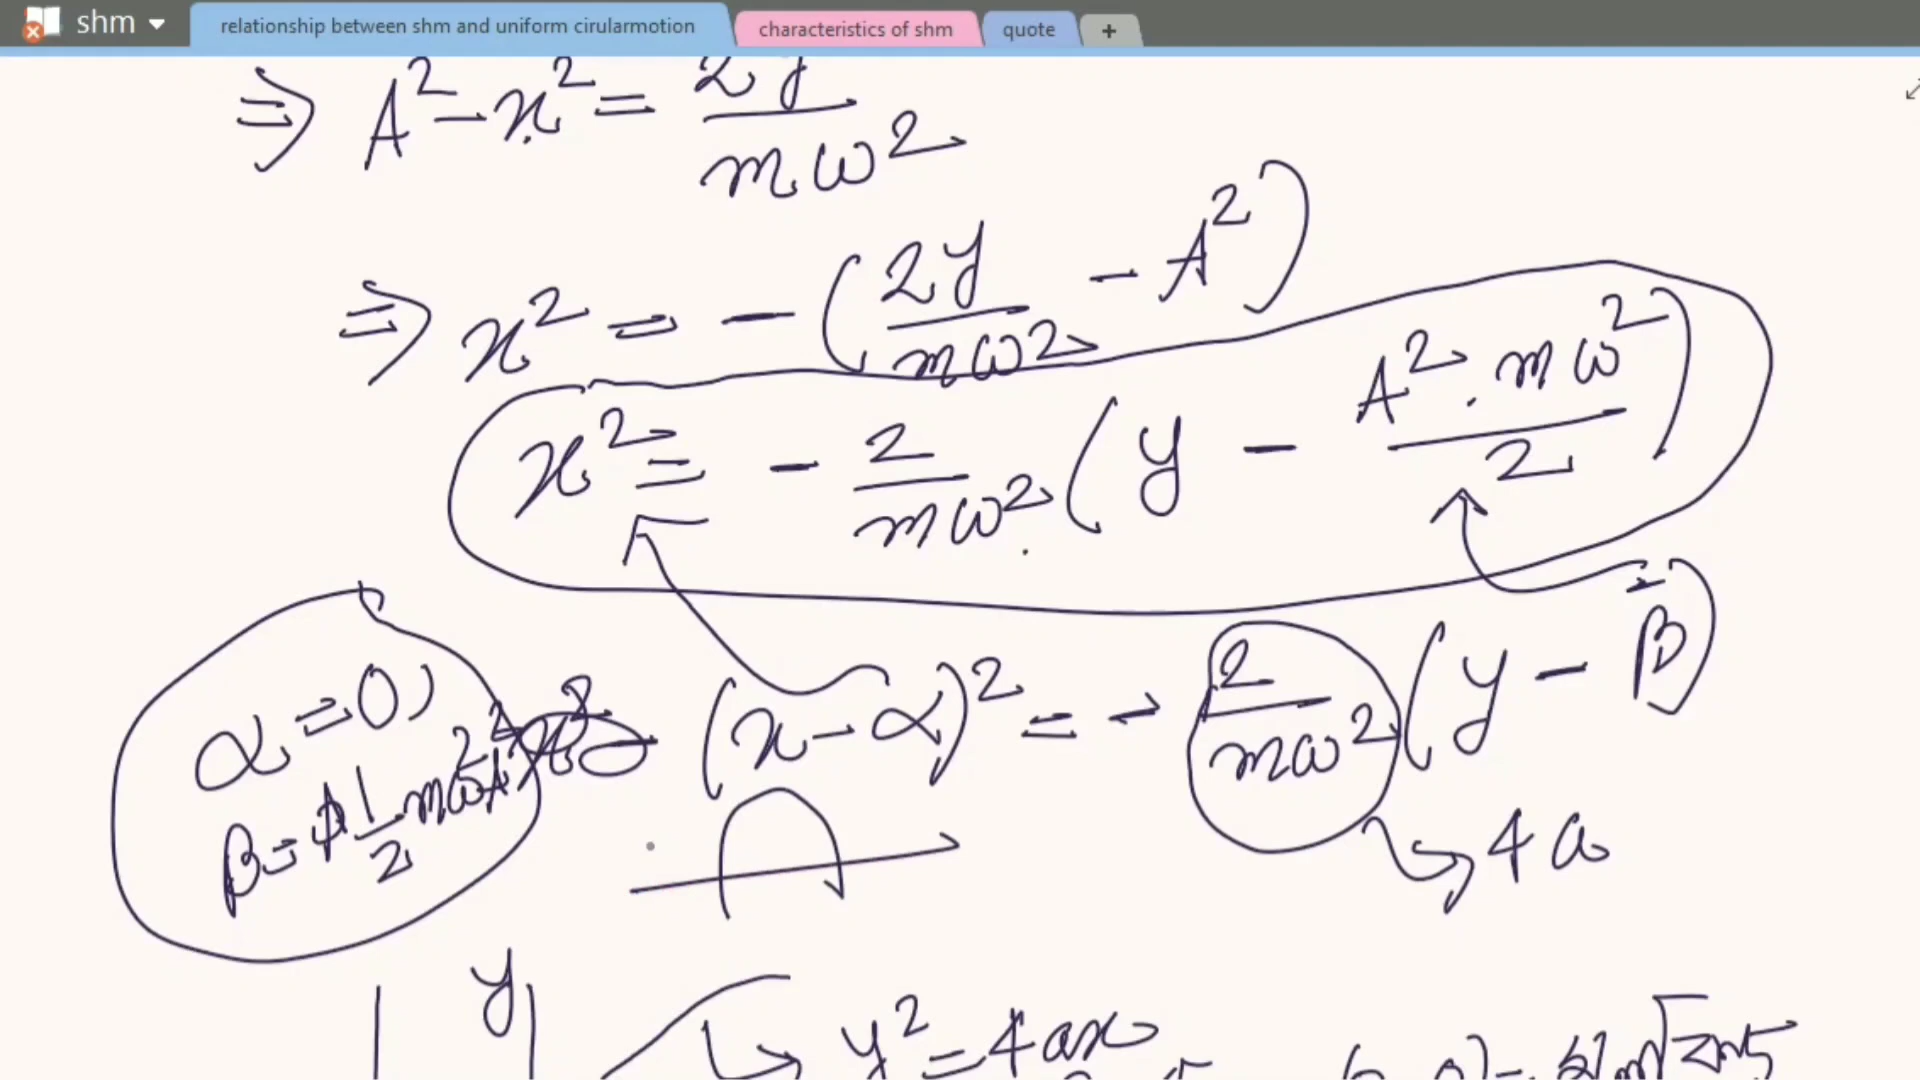 shm
relationship between shm and uniform cirularmotion
characteristics of shm
quote
+
⇒ A² - x² = 2y / mω²
⇒ x² = - (2y / mω² - A²)
x² = - 2 / mω² (y - A² . mω² / 2)
(x - α)² = - 2 / mω² (y - β)
α = 0,
β = 1/2 mω²A²
4a
y
y² = 4ax